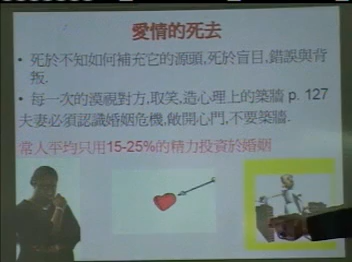 愛情的死去
• 死於不知如何補充它的源頭,死於盲目,錯誤與背
叛.
• 每一次的漠視對方,取笑,造心理上的築牆 p. 127
夫妻必須認識婚姻危機,敞開心門,不要築牆.
常人平均只用15-25%的精力投資於婚姻